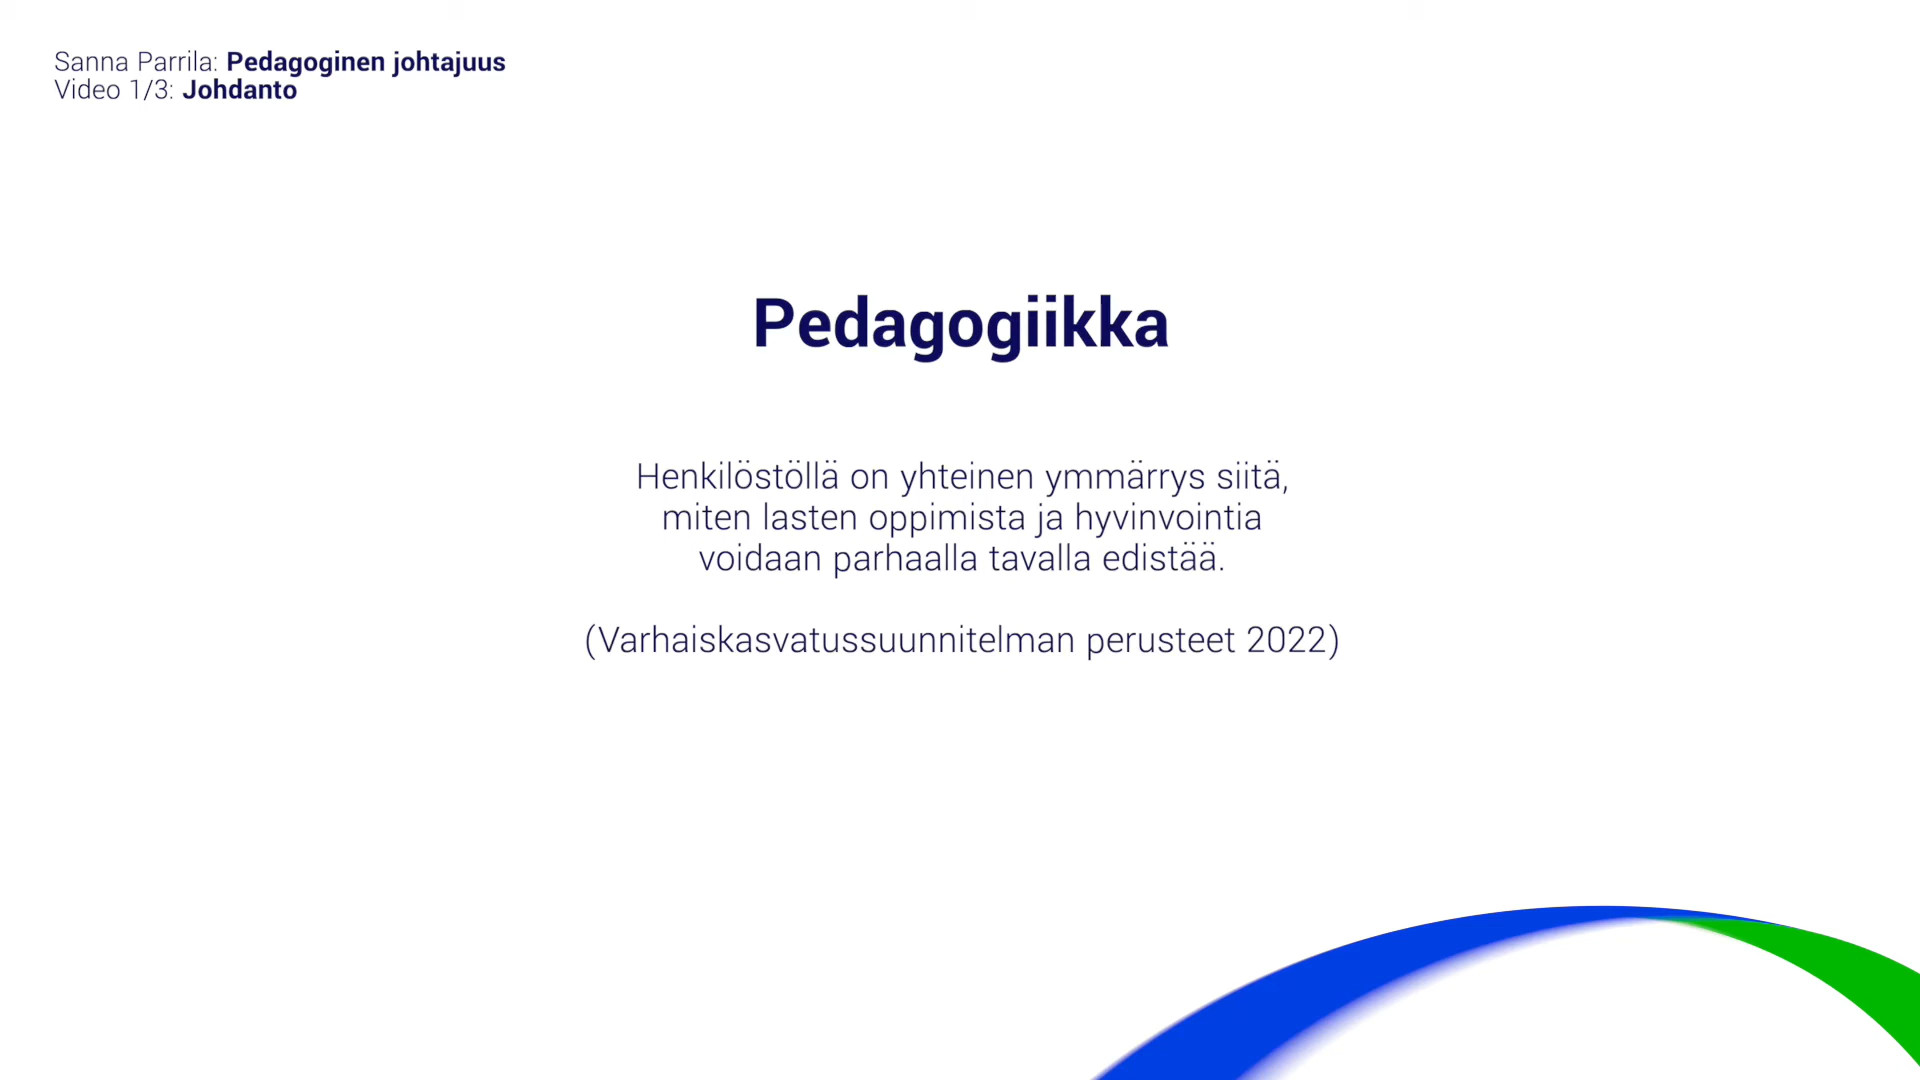 Sanna Parrila: Pedagoginen johtajuus
Video 1/3: Johdanto
Pedagogiikka
Henkilöstöllä on yhteinen ymmärrys siitä,
miten lasten oppimista ja hyvinvointia
voidaan parhaalla tavalla edistää.
(Varhaiskasvatussuunnitelman perusteet 2022)